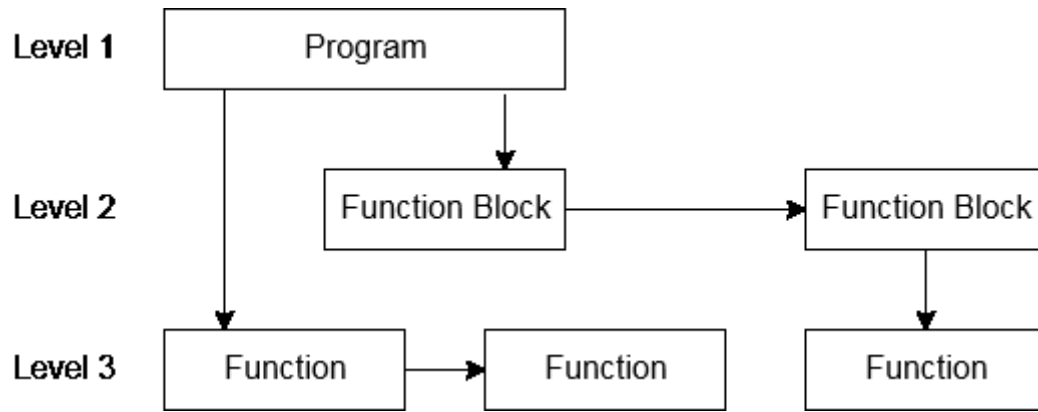 Level 1
Program
Level 2
Function Block
Function Block
Level 3
Function
Function
Function